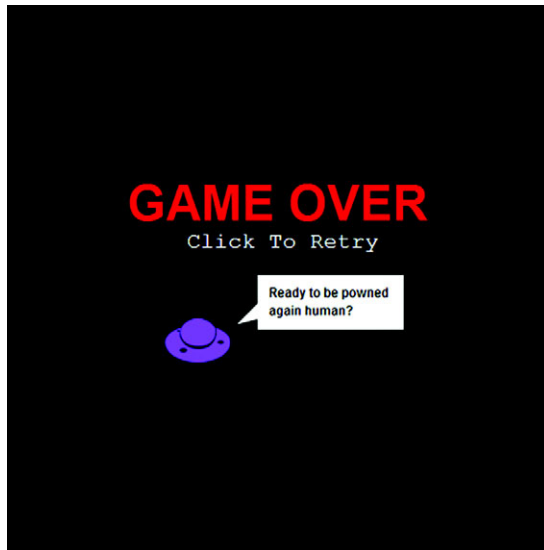 GAME OVER
Click To Retry
Ready to be powned
again human?